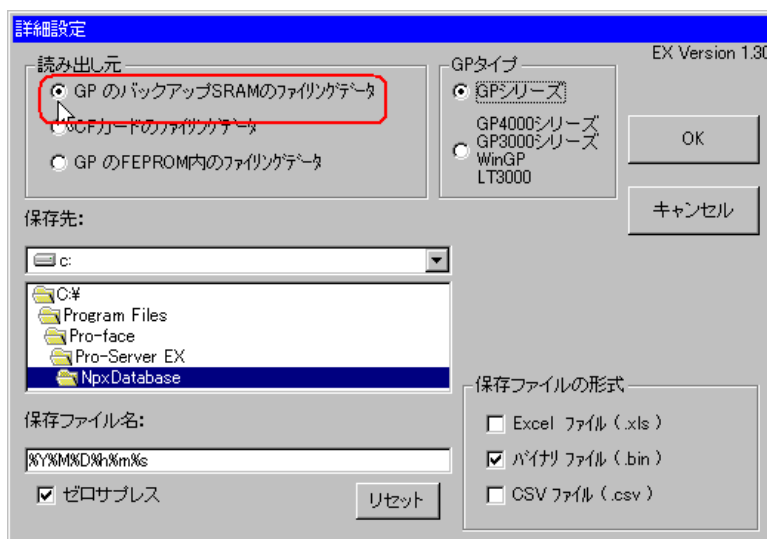 詳細設定
EX Version 1.30
読み出し元
GP のバックアップSRAMのファイリングデータ
CFカードのファイリングデータ
GP のFEPROM内のファイリングデータ
GPタイプ
GPシリーズ
GP4000シリーズ
GP3000シリーズ
WinGP
LT3000
OK
キャンセル
保存先:
c:
C:¥
Program Files
Pro-face
Pro-Server EX
NpxDatabase
保存ファイル名:
%Y%M%D%h%m%s
ゼロサプレス
リセット
保存ファイルの形式
Excel ファイル ( .xls )
バイナリ ファイル ( .bin )
CSV ファイル ( .csv )